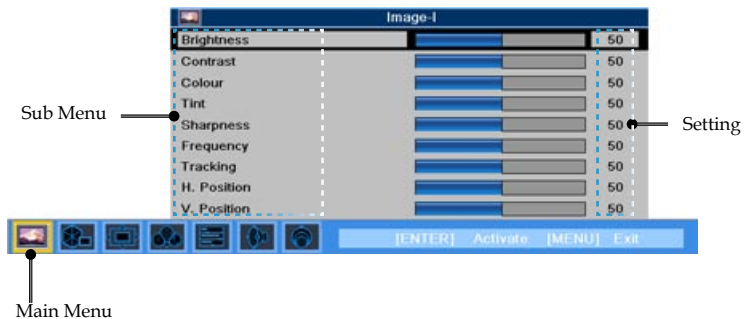 Image-I
Brightness 50
Contrast 50
Colour 50
Tint 50
Sub Menu
Sharpness 50
Setting
Frequency 50
Tracking 50
H. Position 50
V. Position 50
[ENTER] Activate [MENU] Exit
Main Menu